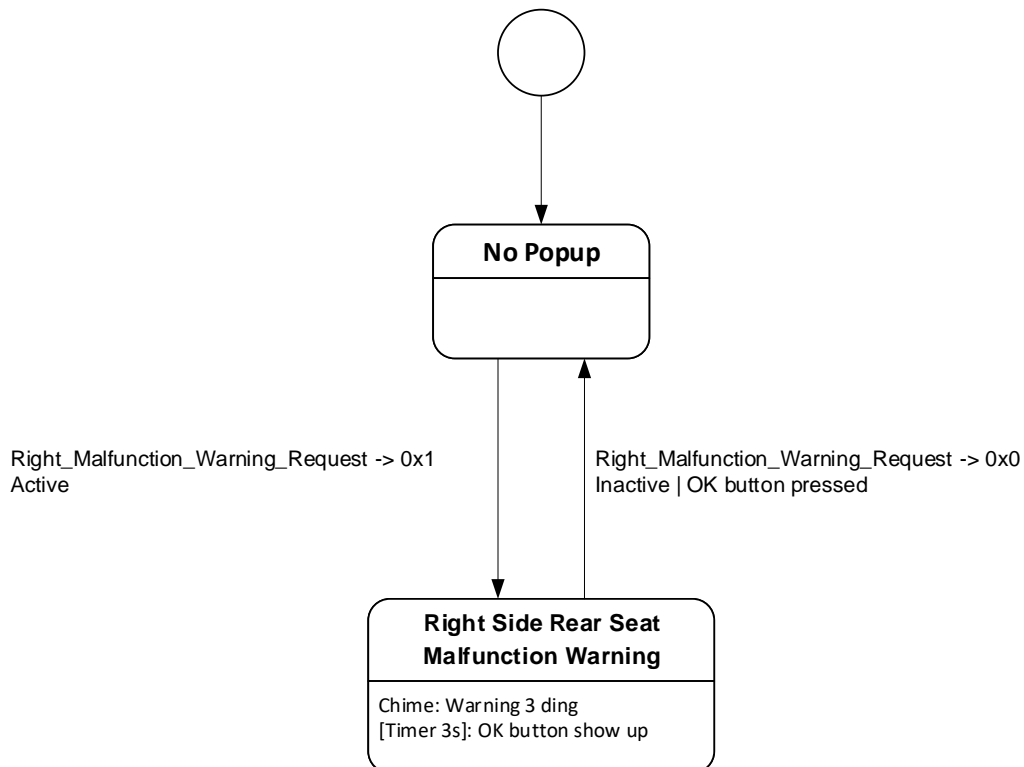 No Popup
Right_Malfunction_Warning_Request -> 0x1
Active
Right_Malfunction_Warning_Request -> 0x0
Inactive | OK button pressed
Right Side Rear Seat
Malfunction Warning
Chime: Warning 3 ding
[Timer 3s]: OK button show up